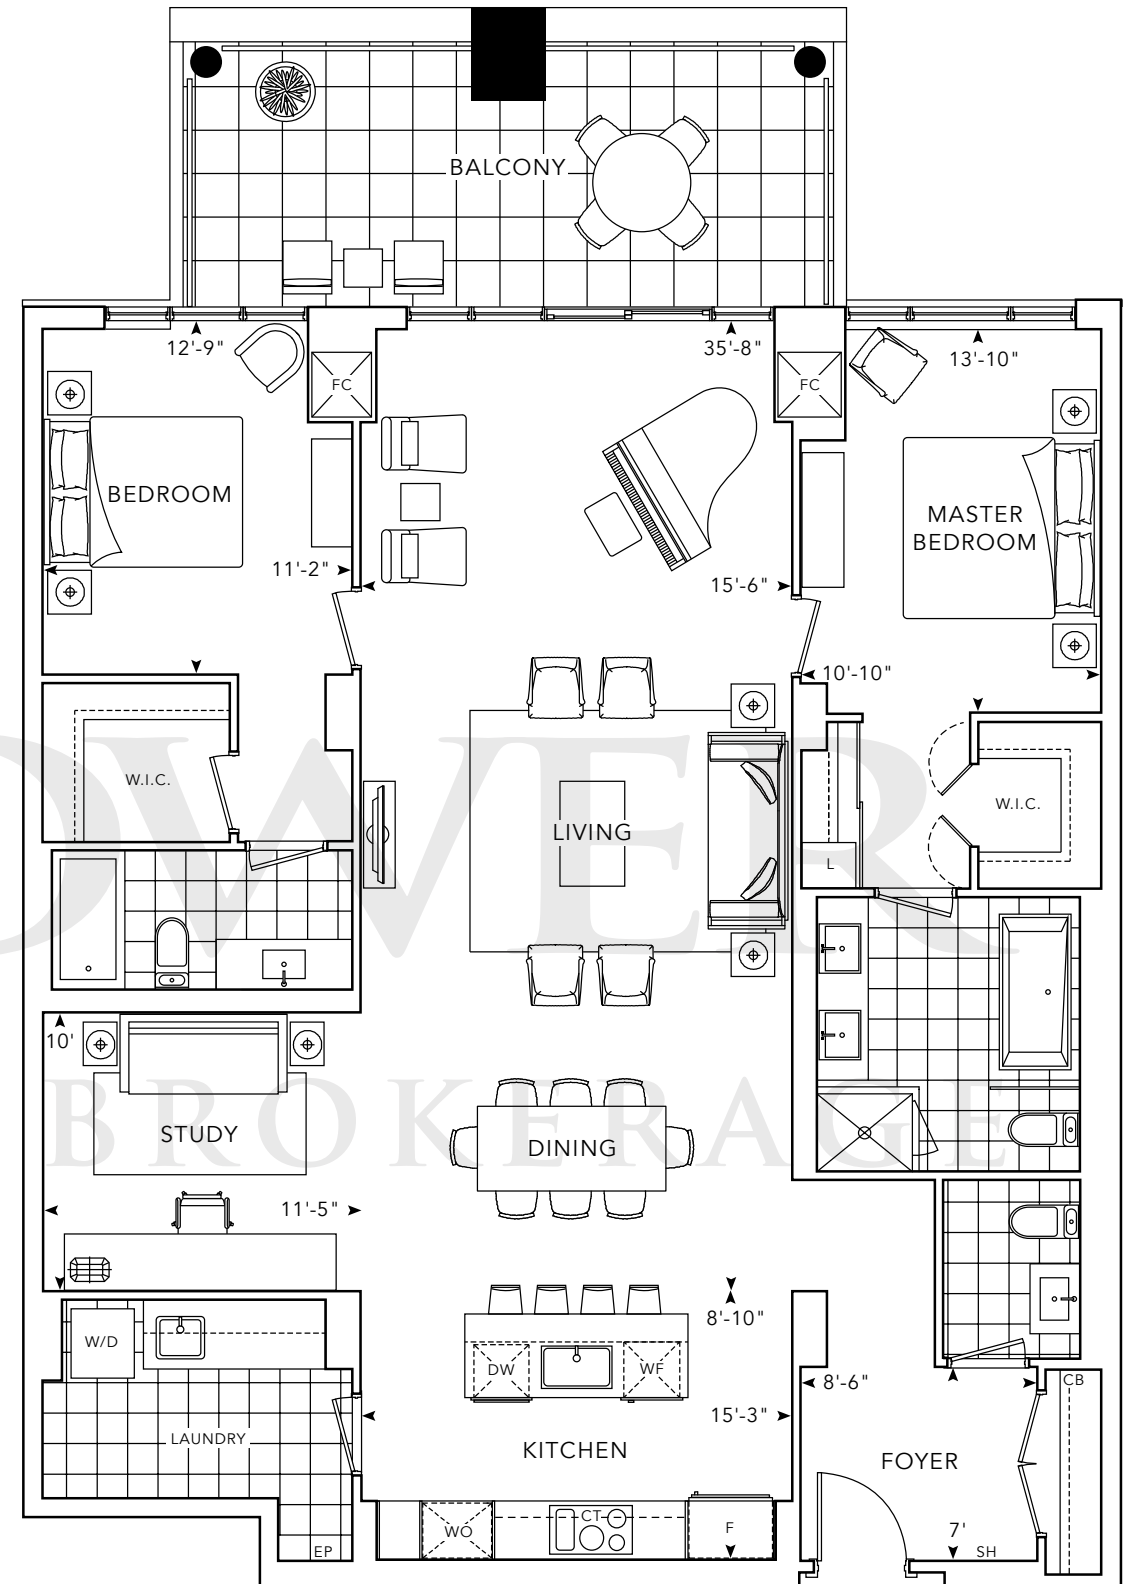 BALCONY
12'-9"
35'-8"
13'-10"
FC
FC
BEDROOM
MASTER
BEDROOM
11'-2"
15'-6"
10'-10"
W.I.C.
W.I.C.
LIVING
L
OWER
10'
BROKERAGE
STUDY
DINING
11'-5"
8'-10"
W/D
DW
WF
8'-6"
CB
15'-3"
LAUNDRY
KITCHEN
FOYER
WO
CT
F
7'
EP
SH